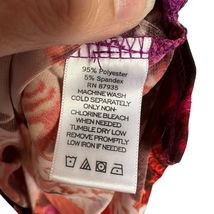 95% Polyester
5% Spandex
RN 87935
MACHINE WASH
COLD SEPARATELY
ONLY NON-
CHLORINE BLEACH
WHEN NEEDED
TUMBLE DRY LOW
REMOVE PROMPTLY
LOW IRON IF NEEDED